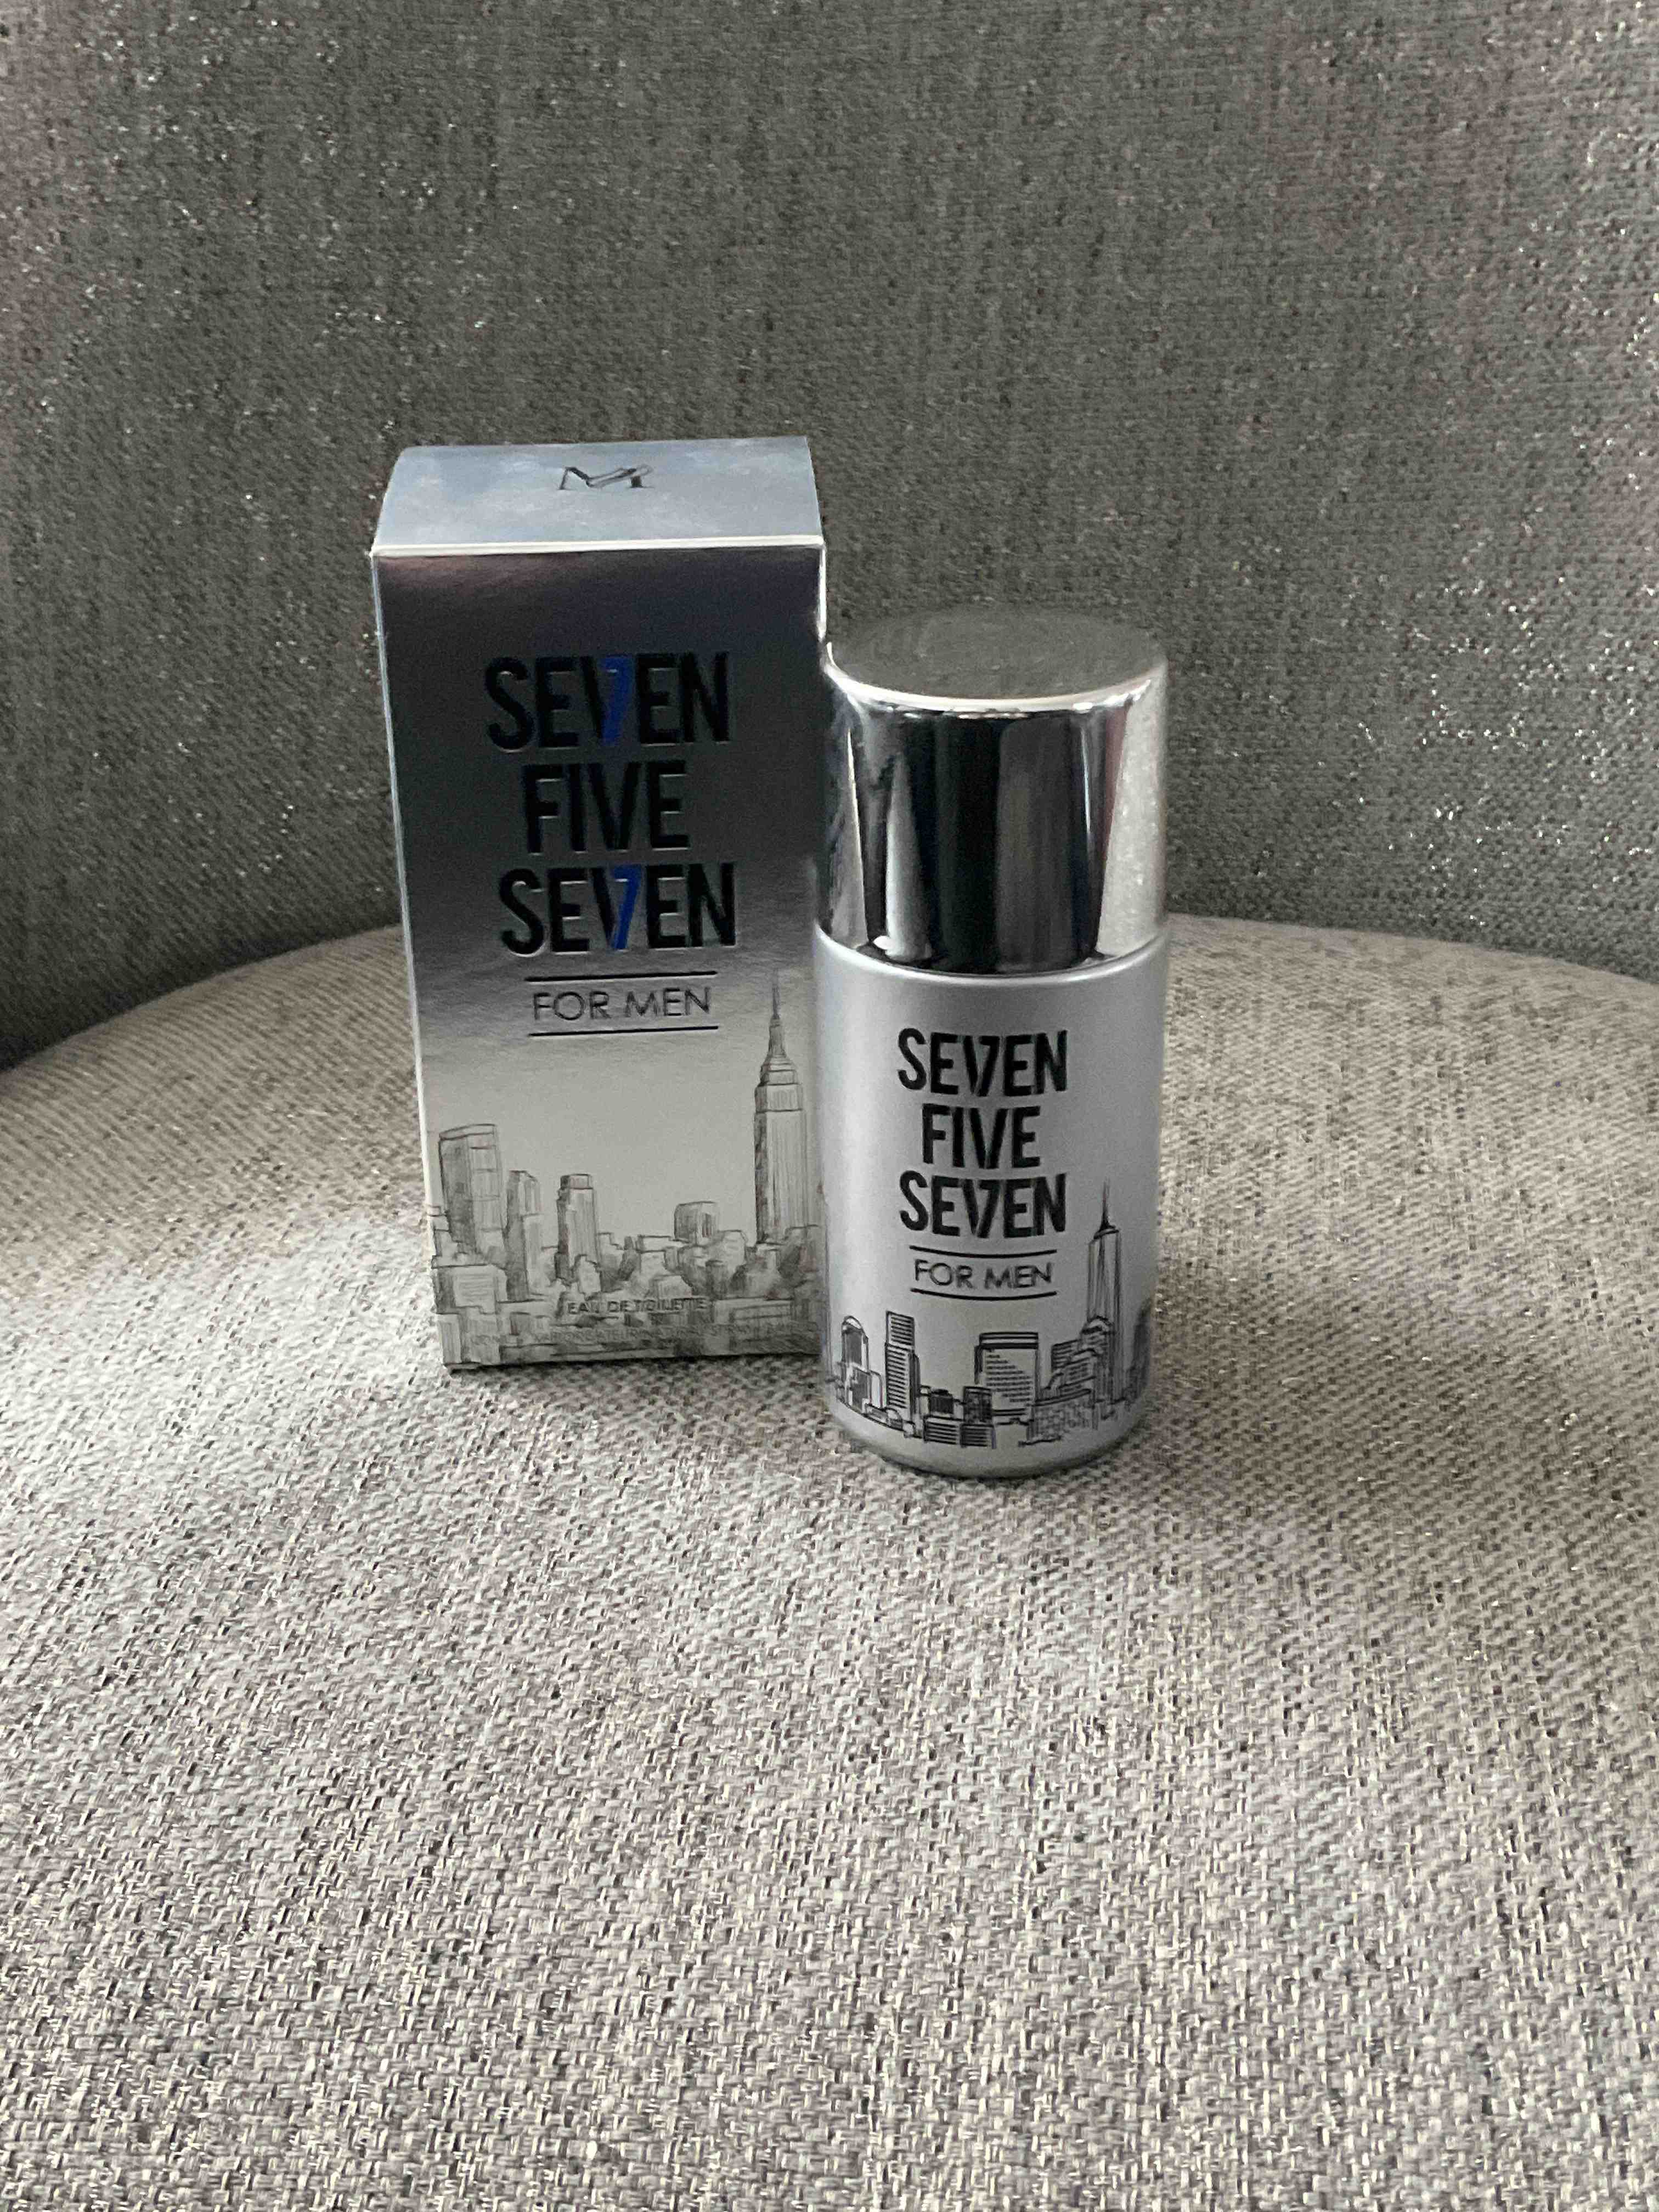 SEVEN
FIVE
SEVEN
FOR MEN
EAU DE TOILETTE
SEVEN
FIVE
SEVEN
FOR MEN